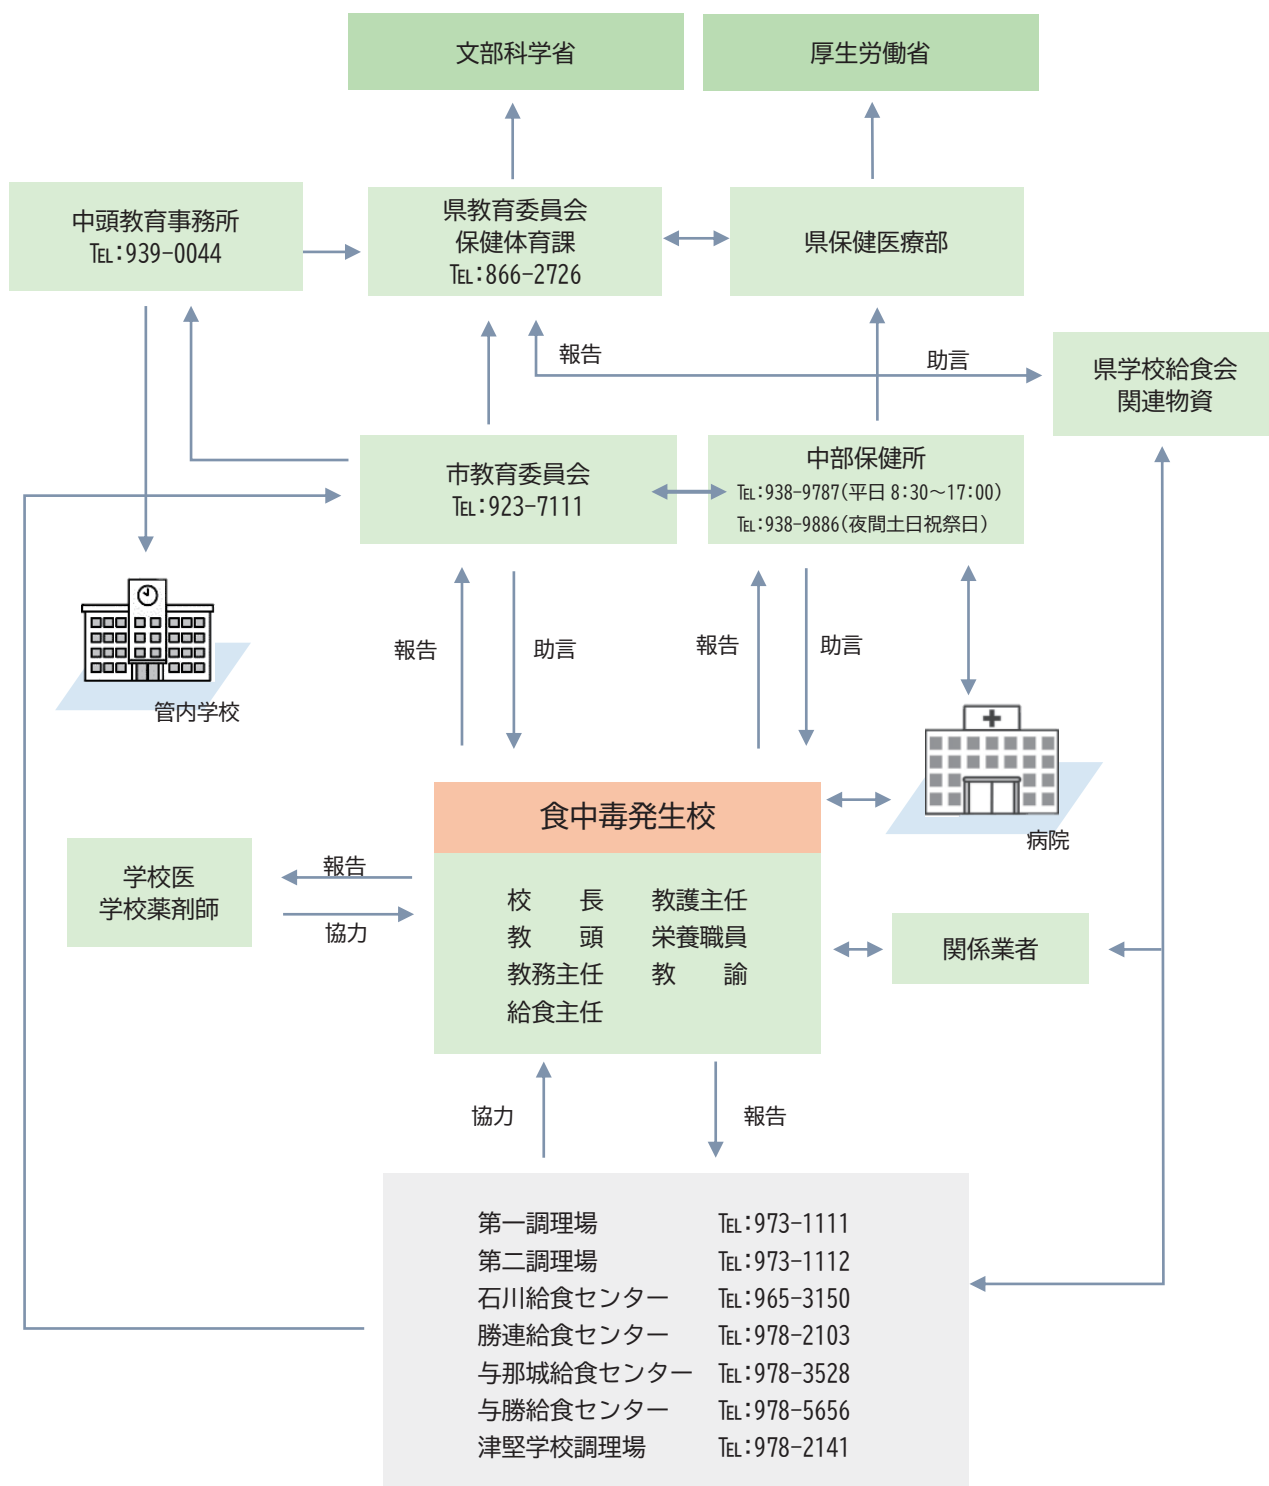 文部科学省
厚生労働省
中頭教育事務所
℡:939-0044
県教育委員会
保健体育課
℡:866-2726
県保健医療部
報告
助言
県学校給食会
関連物資
市教育委員会
℡:923-7111
中部保健所
℡:938-9787(平日 8:30～17:00)
℡:938-9886(夜間土日祝祭日)
報告
助言
報告
助言
管内学校
病院
食中毒発生校
校　　長　　教護主任
教　　頭　　栄養職員
教務主任　　教　　諭
給食主任
学校医
学校薬剤師
報告
協力
関係業者
協力
報告
第一調理場　℡:973-1111
第二調理場　℡:973-1112
石川給食センター　℡:965-3150
勝連給食センター　℡:978-2103
与那城給食センター　℡:978-3528
与勝給食センター　℡:978-5656
津堅学校調理場　℡:978-2141